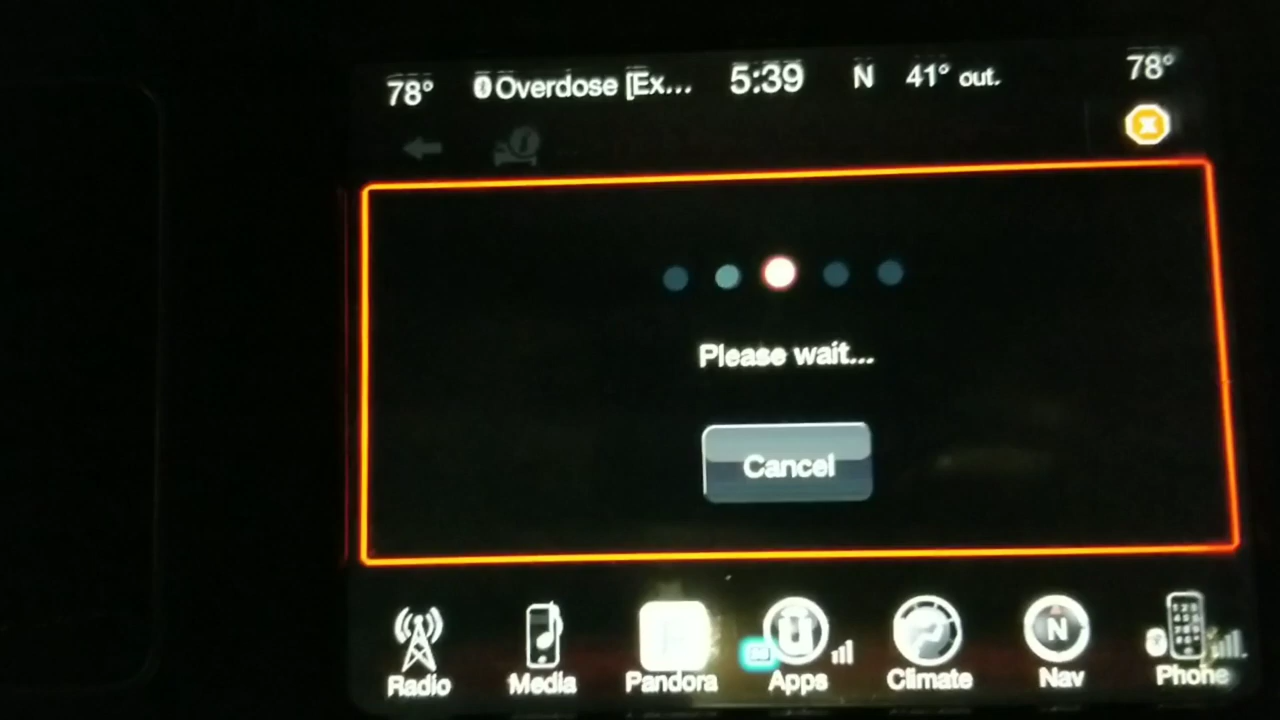 78° Overdose [Ex... 5:39 N 41° out. 78°
Please wait...
Cancel
Radio Media Pandora Apps Climate Nav Phone